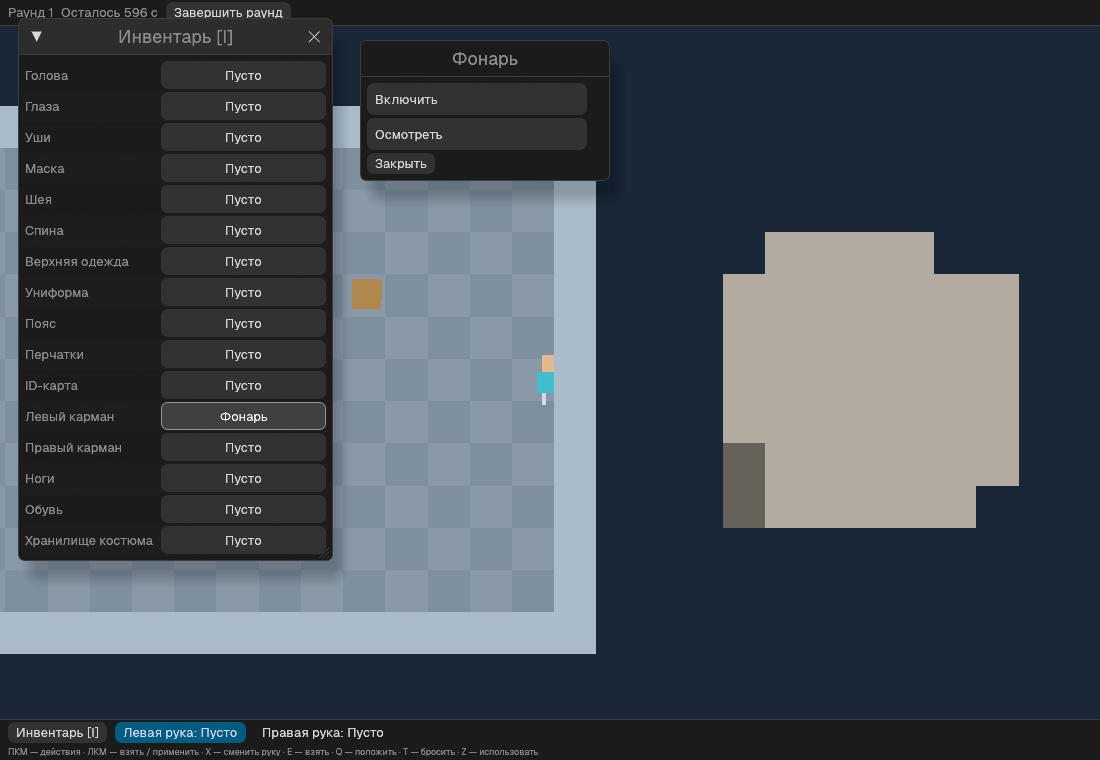 Раунд 1 Осталось 596 с Завершить раунд
▼ Инвентарь [I]
Голова Пусто
Глаза Пусто
Уши Пусто
Маска Пусто
Шея Пусто
Спина Пусто
Верхняя одежда Пусто
Униформа Пусто
Пояс Пусто
Перчатки Пусто
ID-карта Пусто
Левый карман Фонарь
Правый карман Пусто
Ноги Пусто
Обувь Пусто
Хранилище костюма Пусто
Фонарь
Включить
Осмотреть
Закрыть
Инвентарь [I] Левая рука: Пусто Правая рука: Пусто
ПКМ — действия · ЛКМ — взять / применить · X — сменить руку · E — взять · Q — положить · T — бросить · Z — использовать